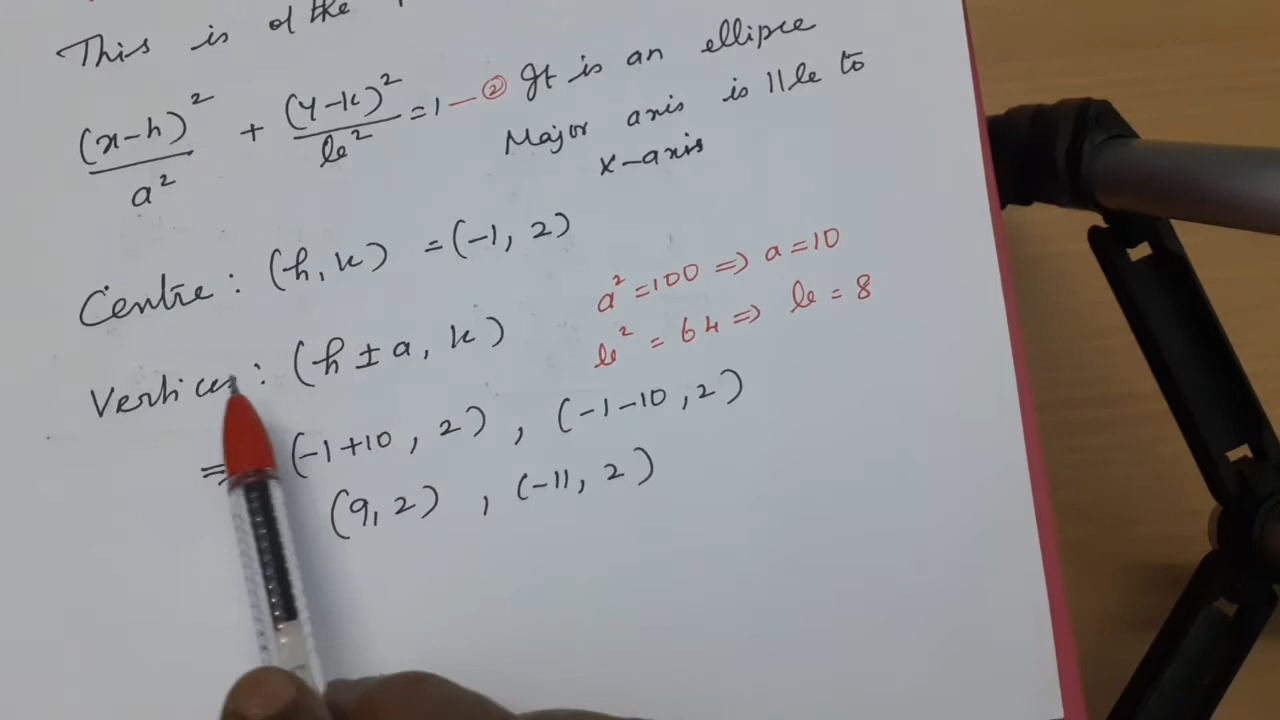 This is of the
(x-h)²/a² + (y-k)²/b² = 1 — ② It is an ellipse
Major axis is ||le to
x-axis
Centre : (h, k) = (-1, 2)
a² = 100 => a = 10
Vertices : (h ± a, k)
b² = 64 => b = 8
=> (-1+10, 2), (-1-10, 2)
(9, 2), (-11, 2)